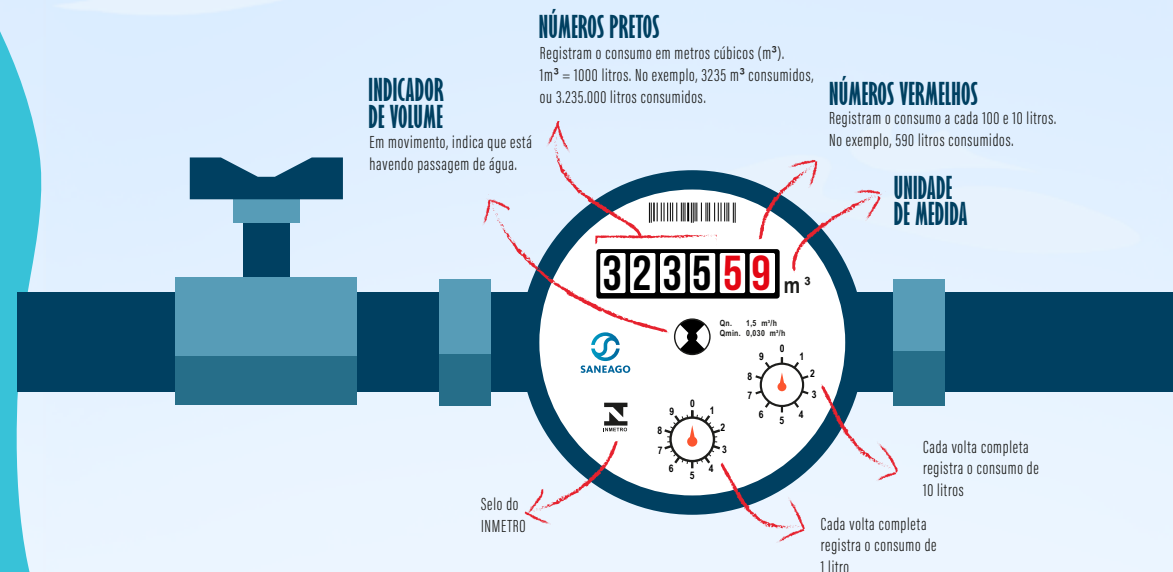 NÚMEROS PRETOS
Registram o consumo em metros cúbicos (m³).
1m³ = 1000 litros. No exemplo, 3235 m³ consumidos,
ou 3.235.000 litros consumidos.
INDICADOR
DE VOLUME
Em movimento, indica que está
havendo passagem de água.
NÚMEROS VERMELHOS
Registram o consumo a cada 100 e 10 litros.
No exemplo, 590 litros consumidos.
UNIDADE
DE MEDIDA
323559 m³
Qn. 1,5 m³/h
Qmin. 0,030 m³/h
SANEAGO
0 1 2 3 4 5 6 7 8 9
INMETRO
0 1 2 3 4 5 6 7 8 9
Cada volta completa
registra o consumo de
10 litros
Selo do
INMETRO
Cada volta completa
registra o consumo de
1 litro